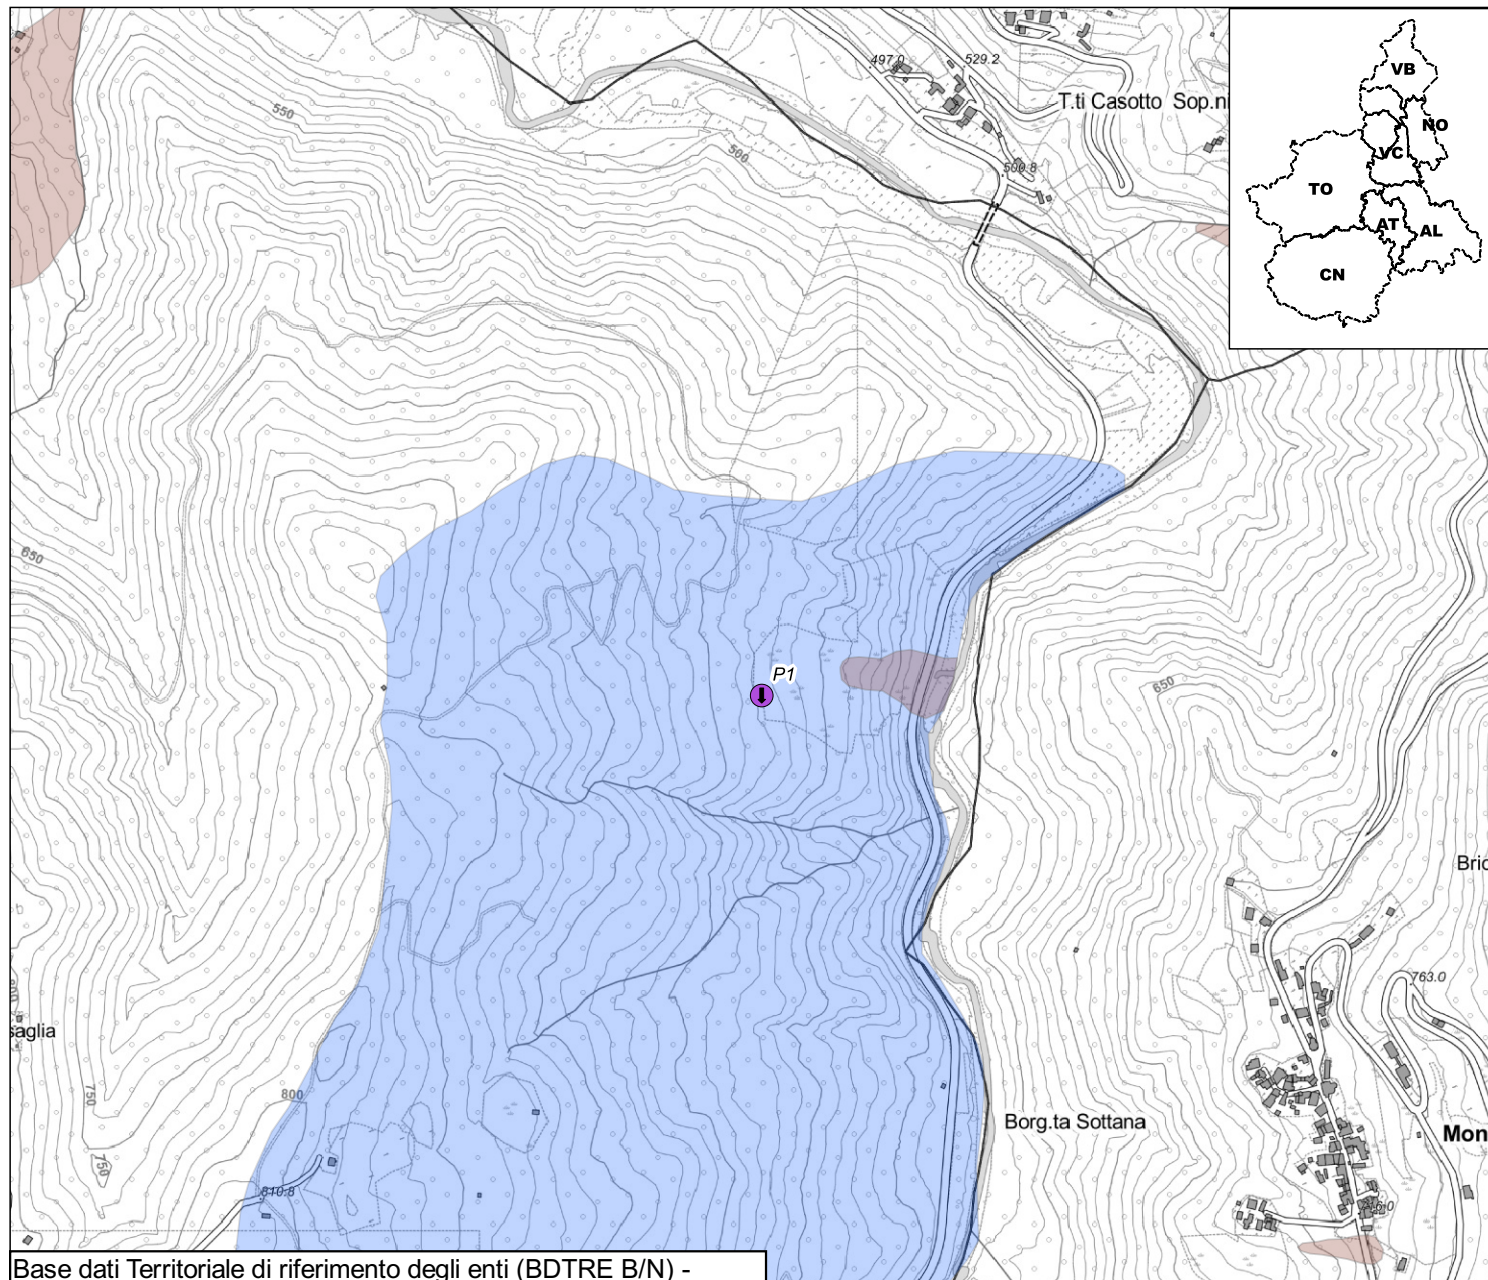 497.0
529.2
T.ti Casotto Sop.ni
550
500
500.8
VB
NO
VC
TO
AT
AL
CN
650
P1
650
Bric
763.0
saglia
750
800
Borg.ta Sottana
Mon
750
810.8
Base dati Territoriale di riferimento degli enti (BDTRE B/N) -